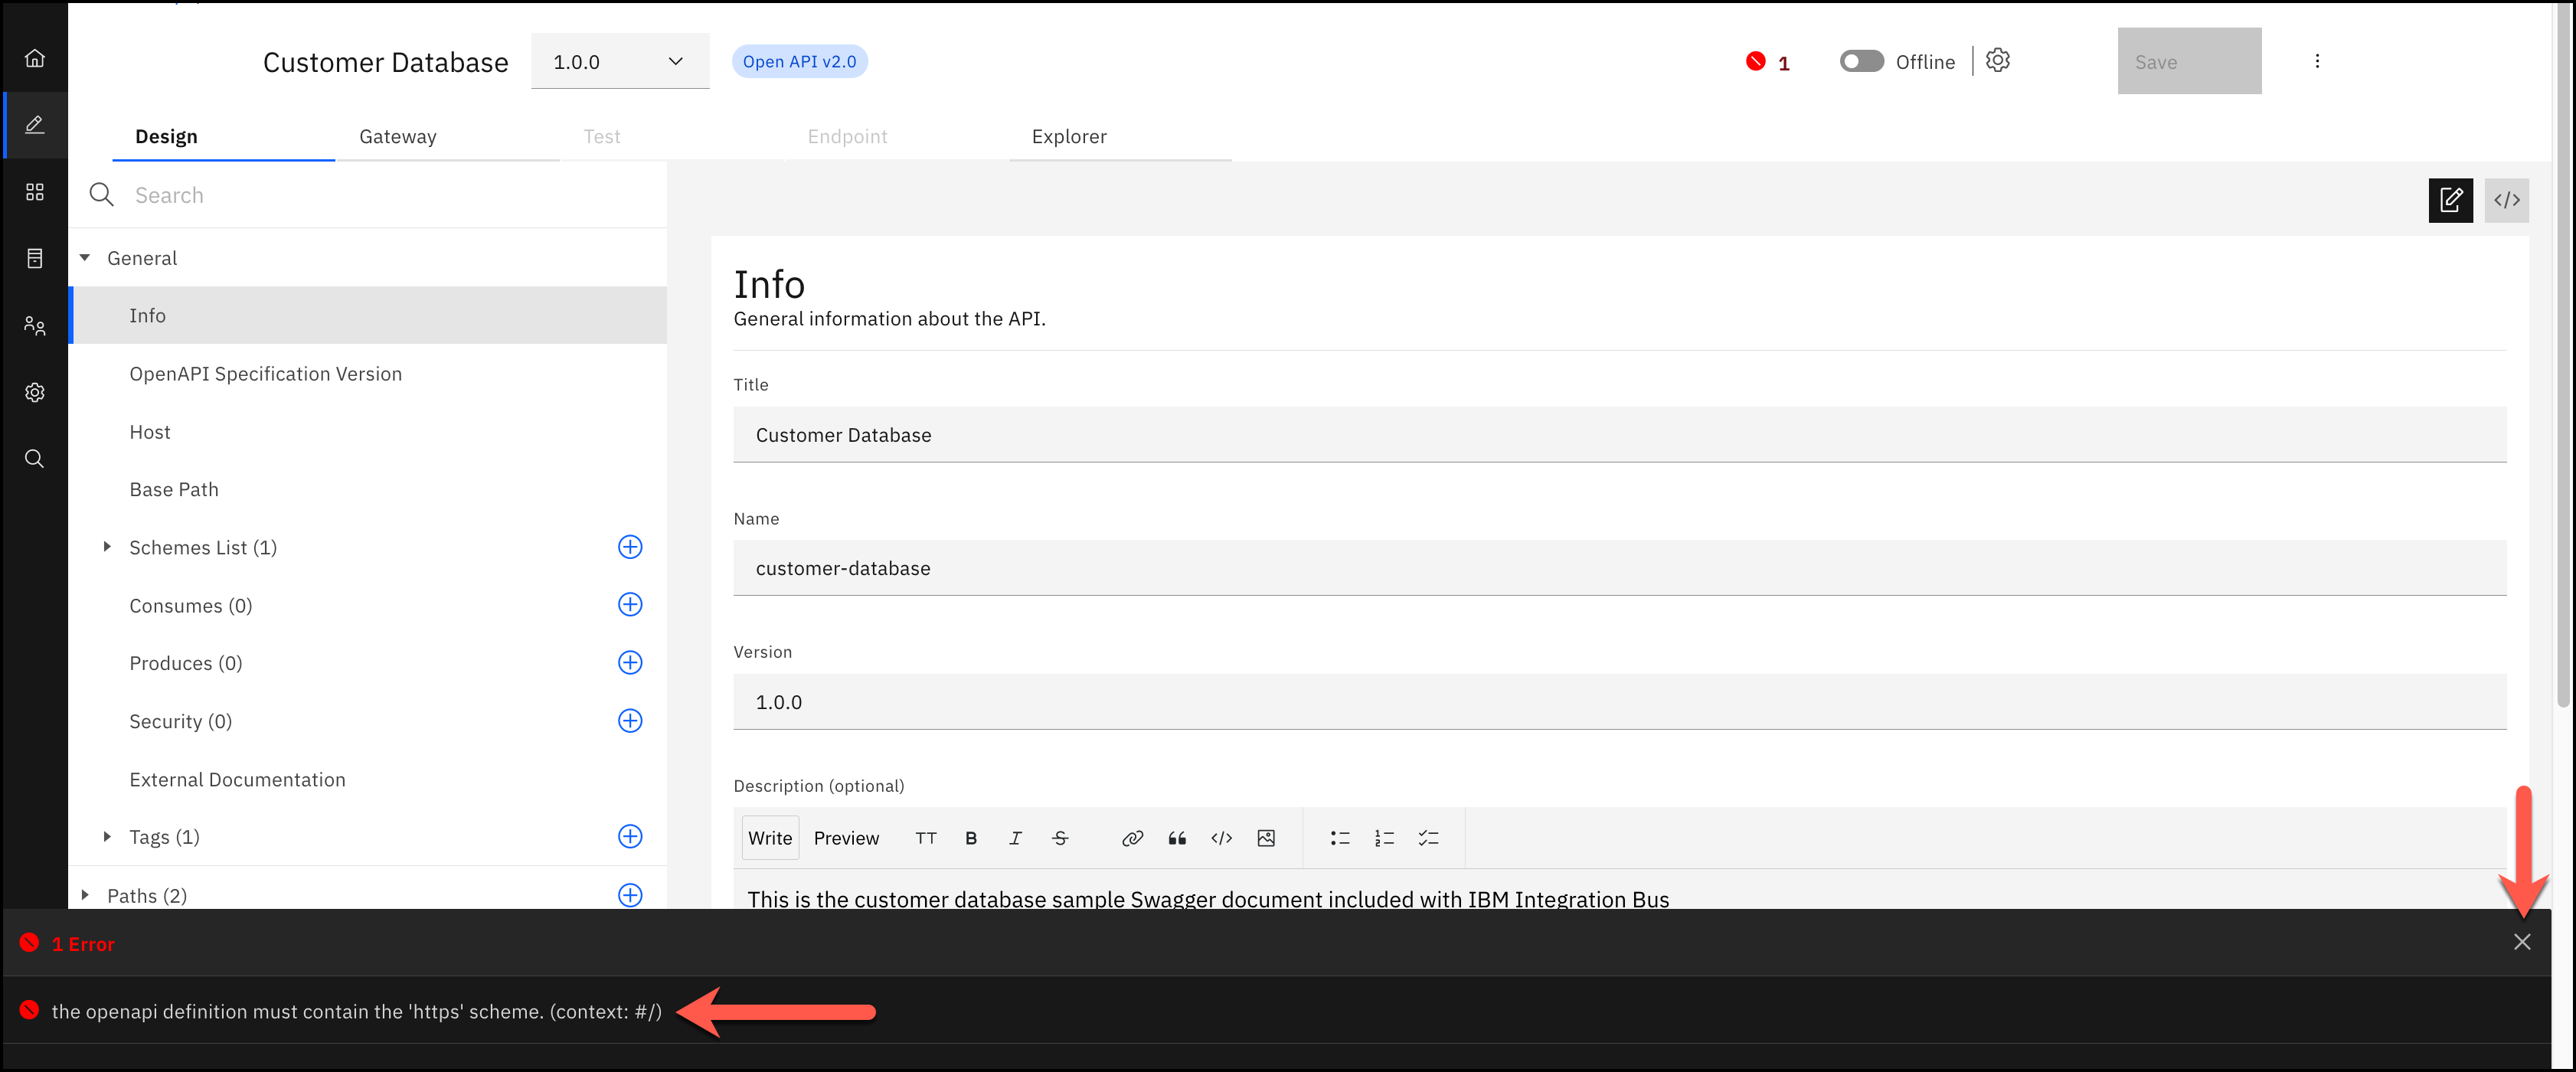 Customer Database
1.0.0
Open API v2.0
1
Offline
Save
Design
Gateway
Test
Endpoint
Explorer
Search
General
Info
OpenAPI Specification Version
Host
Base Path
Schemes List (1)
Consumes (0)
Produces (0)
Security (0)
External Documentation
Tags (1)
Paths (2)
Info
General information about the API.
Title
Customer Database
Name
customer-database
Version
1.0.0
Description (optional)
Write
Preview
This is the customer database sample Swagger document included with IBM Integration Bus
1 Error
the openapi definition must contain the 'https' scheme. (context: #/)